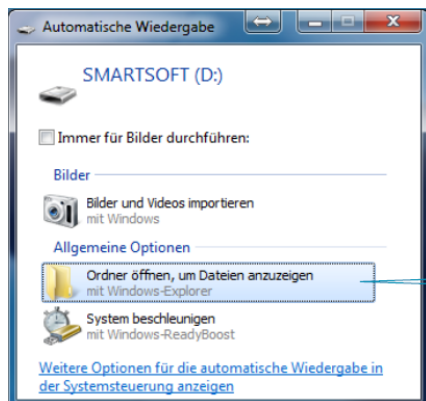 Automatische Wiedergabe
SMARTSOFT (D:)
Immer für Bilder durchführen:
Bilder
Bilder und Videos importieren
mit Windows
Allgemeine Optionen
Ordner öffnen, um Dateien anzuzeigen
mit Windows-Explorer
System beschleunigen
mit Windows-ReadyBoost
Weitere Optionen für die automatische Wiedergabe in
der Systemsteuerung anzeigen